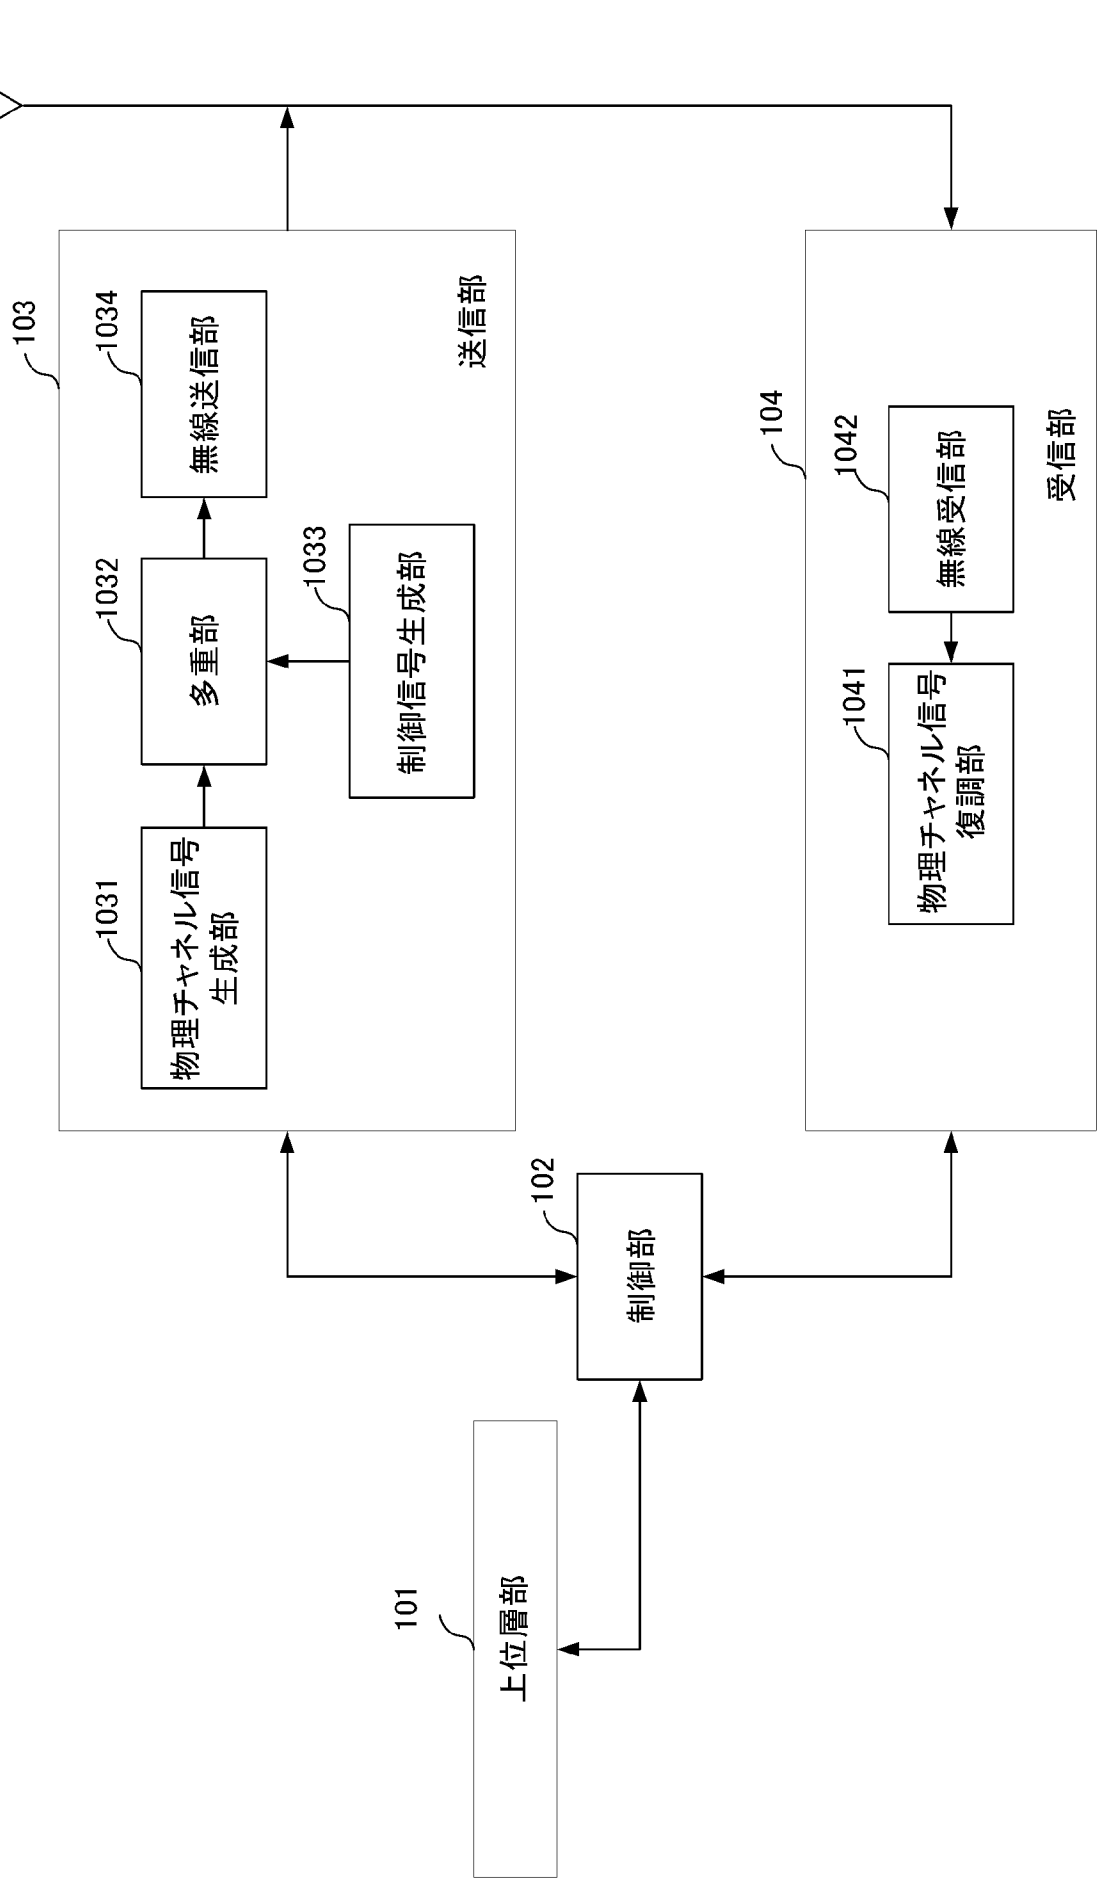 101
上位層部
102
制御部
103
送信部
1031
物理チャネル信号
生成部
1032
多重部
1033
制御信号生成部
1034
無線送信部
104
受信部
1041
物理チャネル信号
復調部
1042
無線受信部